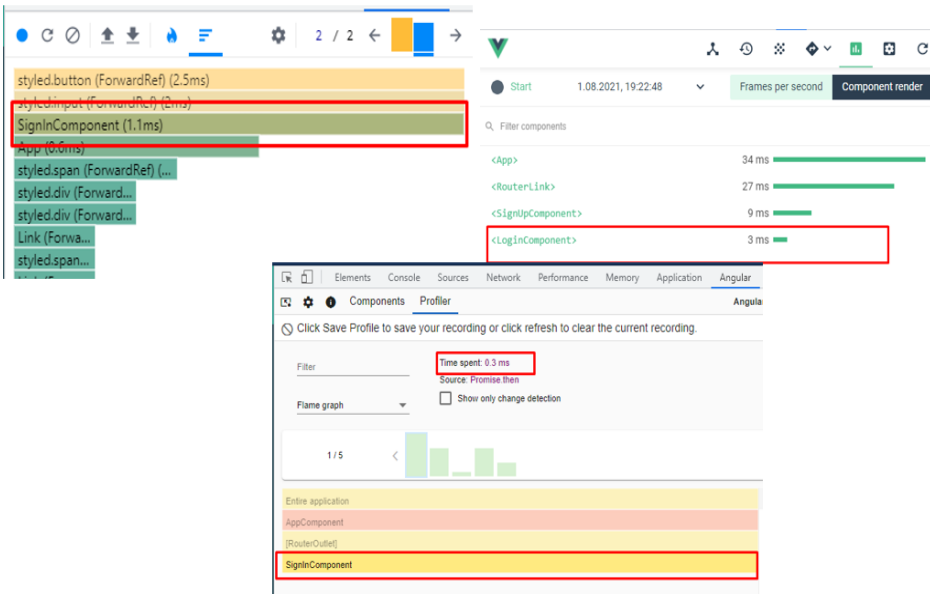 2 / 2
styled.button (ForwardRef) (2.5ms)
styled.input (ForwardRef) (2ms)
SignInComponent (1.1ms)
App (0.6ms)
styled.span (ForwardRef) (...
styled.div (Forward...
styled.div (Forward...
Link (Forwa...
styled.span...
Start 1.08.2021, 19:22:48 Frames per second Component render
Filter components
<App> 34 ms
<RouterLink> 27 ms
<SignUpComponent> 9 ms
<LoginComponent> 3 ms
Elements Console Sources Network Performance Memory Application Angular
Components Profiler Angular
Click Save Profile to save your recording or click refresh to clear the current recording.
Filter
Time spent: 0.3 ms
Source: Promise.then
Show only change detection
Flame graph
1 / 5
Entire application
AppComponent
[RouterOutlet]
SignInComponent